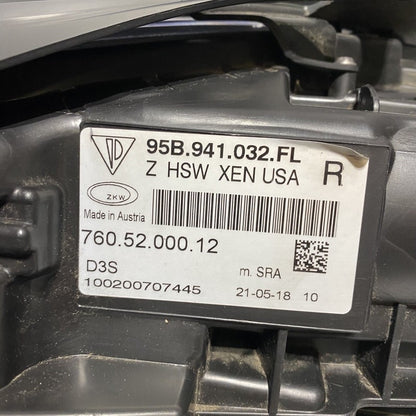 95B.941.032.FL
Z HSW XEN USA R
ZKW
Made in Austria
760.52.000.12
D3S
m. SRA
100200707445
21-05-18 10